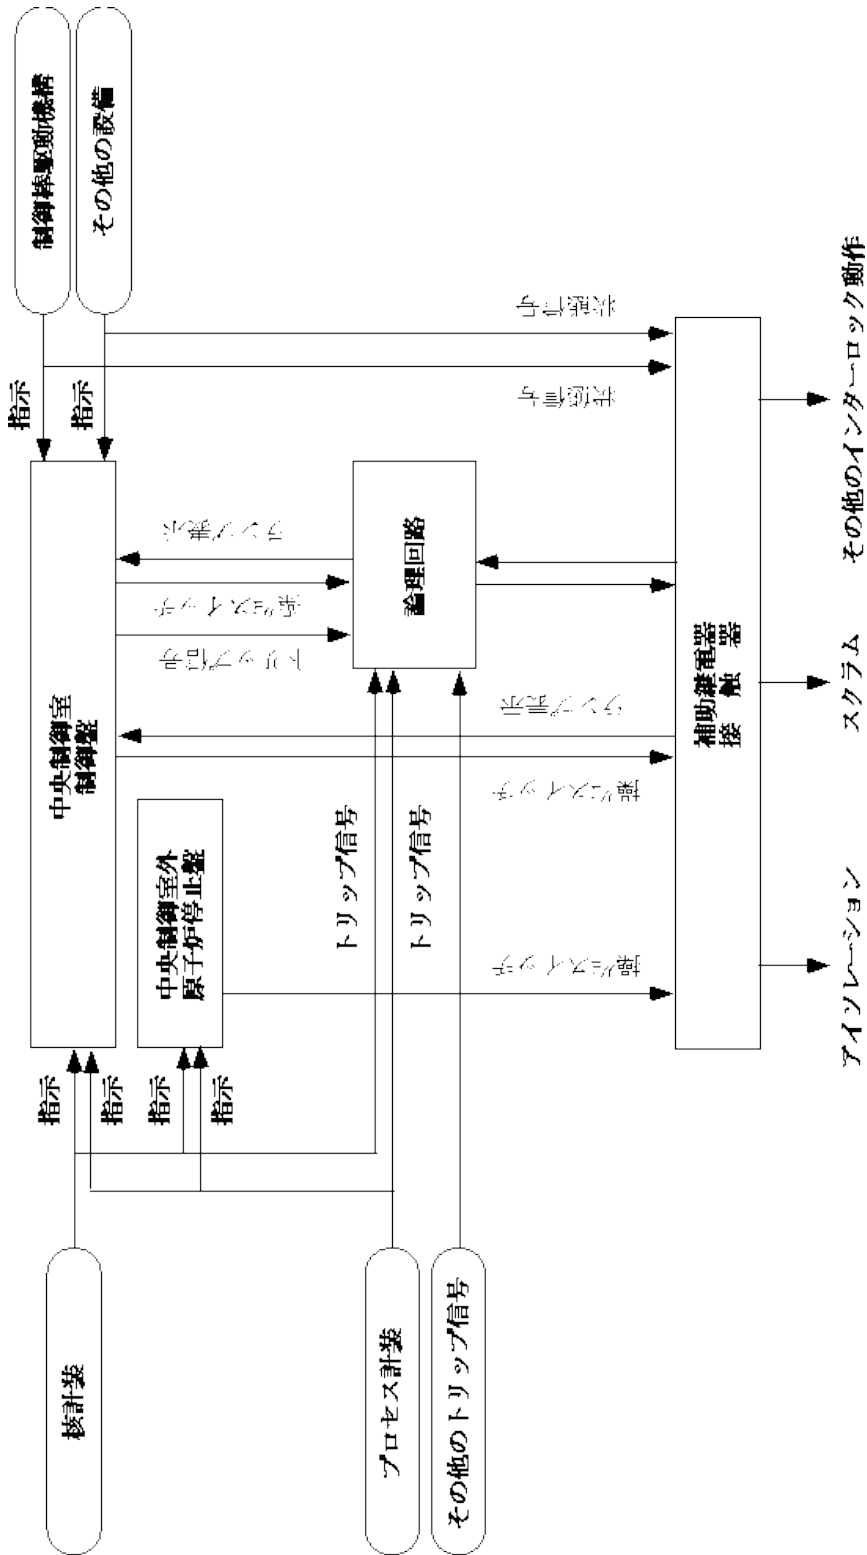 核計装
指示
指示
中央制御室
制御盤
指示
指示
制御棒駆動機構
その他の設備
指示
指示
中央制御室外
原子炉停止盤
トリップ信号
操作スイッチ
ランプ表示
プロセス計装
その他のトリップ信号
トリップ信号
トリップ信号
論理回路
操作スイッチ
操作スイッチ
ランプ表示
状態信号
状態信号
補助継電器
接触器
アイソレーション
スクラム
その他のインターロック動作